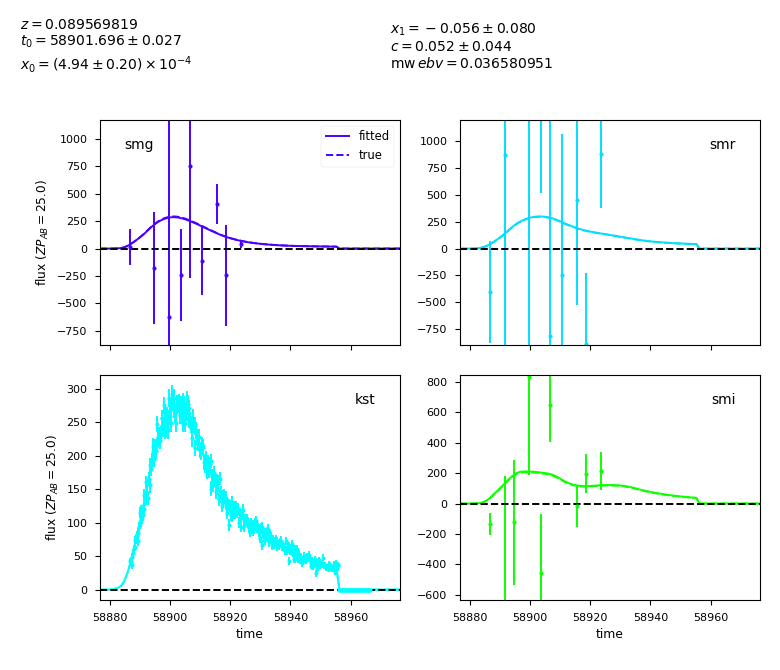 z = 0.089569819
t₀ = 58901.696 ± 0.027
x₀ = (4.94 ± 0.20) × 10⁻⁴
x₁ = −0.056 ± 0.080
c = 0.052 ± 0.044
mw ebv = 0.036580951
smg
fitted
true
1000
750
500
250
0
−250
−500
−750
flux (ZP_AB = 25.0)
smr
1000
750
500
250
0
−250
−500
−750
kst
300
250
200
150
100
50
0
flux (ZP_AB = 25.0)
58880 58900 58920 58940 58960
time
smi
800
600
400
200
0
−200
−400
−600
58880 58900 58920 58940 58960
time